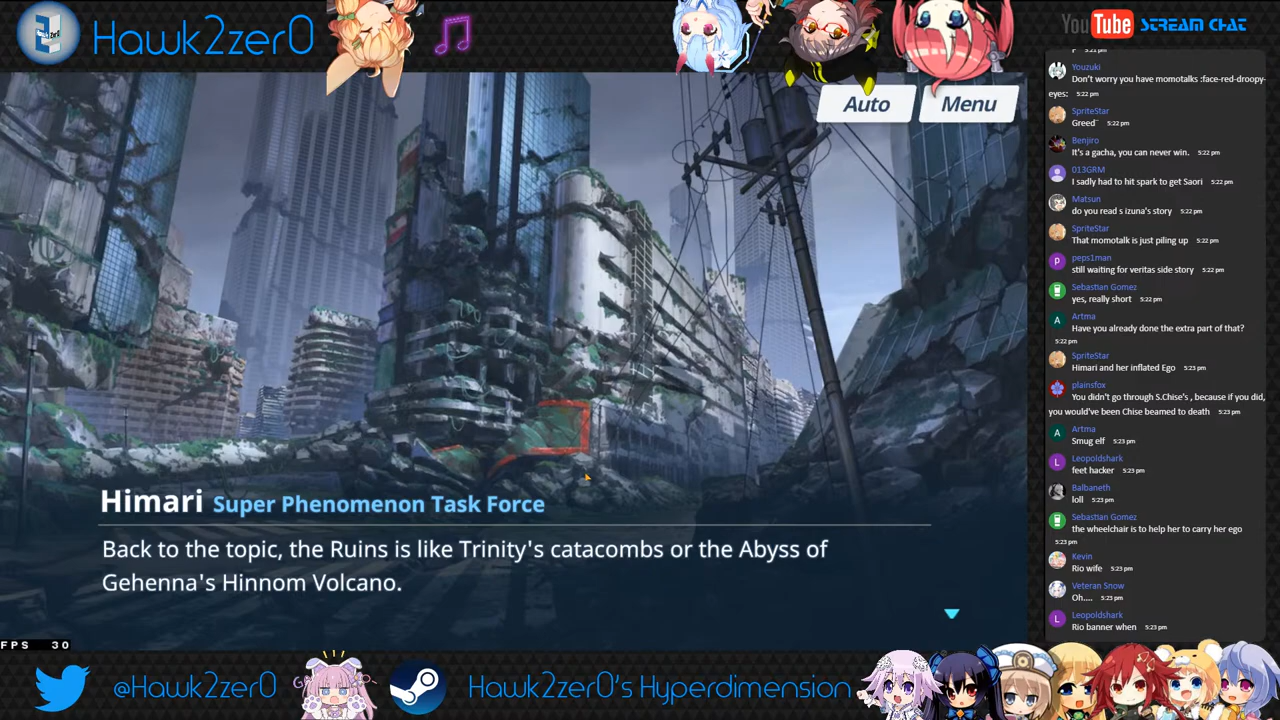 Hawk2zer0
You Tube STREAM CHAT
Auto
Menu
5:21 pm
Youzuki
Don't worry you have momotalks :face-red-droopy-
eyes: 5:22 pm
SpriteStar
Greed¯ 5:22 pm
Benjiro
It's a gacha, you can never win. 5:22 pm
013GRM
I sadly had to hit spark to get Saori 5:22 pm
Matsun
do you read s izuna's story 5:22 pm
SpriteStar
That momotalk is just piling up 5:22 pm
peps1man
still waiting for veritas side story 5:22 pm
Sebastian Gomez
yes, really short 5:22 pm
Artma
Have you already done the extra part of that?
5:22 pm
SpriteStar
Himari and her inflated Ego 5:23 pm
plainsfox
You didn't go through S.Chise's , because if you did,
you would've been Chise beamed to death 5:23 pm
Artma
Smug elf 5:23 pm
Leopoldshark
feet hacker 5:23 pm
Balbaneth
loll 5:23 pm
Sebastian Gomez
the wheelchair is to help her to carry her ego
5:23 pm
Kevin
Rio wife 5:23 pm
Veteran Snow
Oh.... 5:23 pm
Leopoldshark
Rio banner when 5:23 pm
Himari Super Phenomenon Task Force
Back to the topic, the Ruins is like Trinity's catacombs or the Abyss of
Gehenna's Hinnom Volcano.
FPS 30
@Hawk2zer0
Hawk2zer0's Hyperdimension